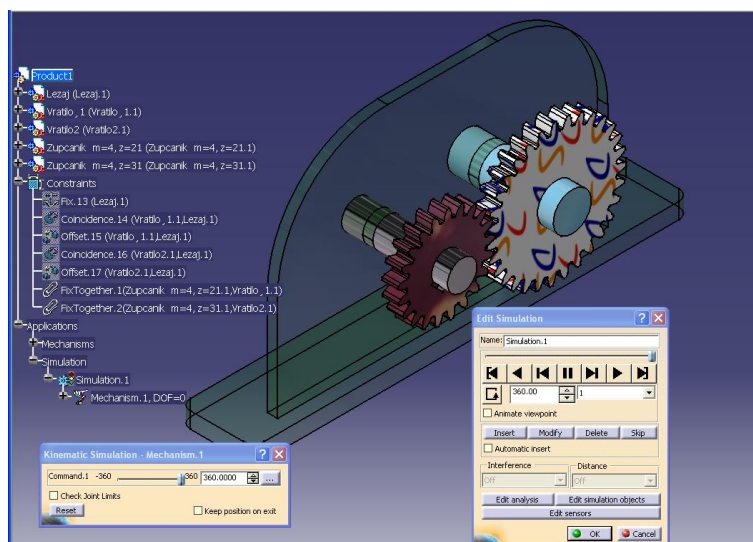 Product1
Lezaj (Lezaj.1)
Vratilo_1 (Vratilo_1.1)
Vratilo2 (Vratilo2.1)
Zupcanik m=4, z=21 (Zupcanik m=4, z=21.1)
Zupcanik m=4, z=31 (Zupcanik m=4, z=31.1)
Constraints
Fix.13 (Lezaj.1)
Coincidence.14 (Vratilo_1.1,Lezaj.1)
Offset.15 (Vratilo_1.1,Lezaj.1)
Coincidence.16 (Vratilo2.1,Lezaj.1)
Offset.17 (Vratilo2.1,Lezaj.1)
FixTogether.1(Zupcanik m=4, z=21.1,Vratilo_1.1)
FixTogether.2(Zupcanik m=4, z=31.1,Vratilo2.1)
Applications
Mechanisms
Simulation
Simulation.1
Mechanism.1, DOF=0
Kinematic Simulation - Mechanism.1
Command.1 -360 360 360.0000 ...
Check Joint Limits
Reset Keep position on exit
Edit Simulation
Name: Simulation.1
360.00 1
Animate viewpoint
Insert Modify Delete Skip
Automatic insert
Interference Distance
Off Off
Edit analysis Edit simulation objects
Edit sensors
OK Cancel